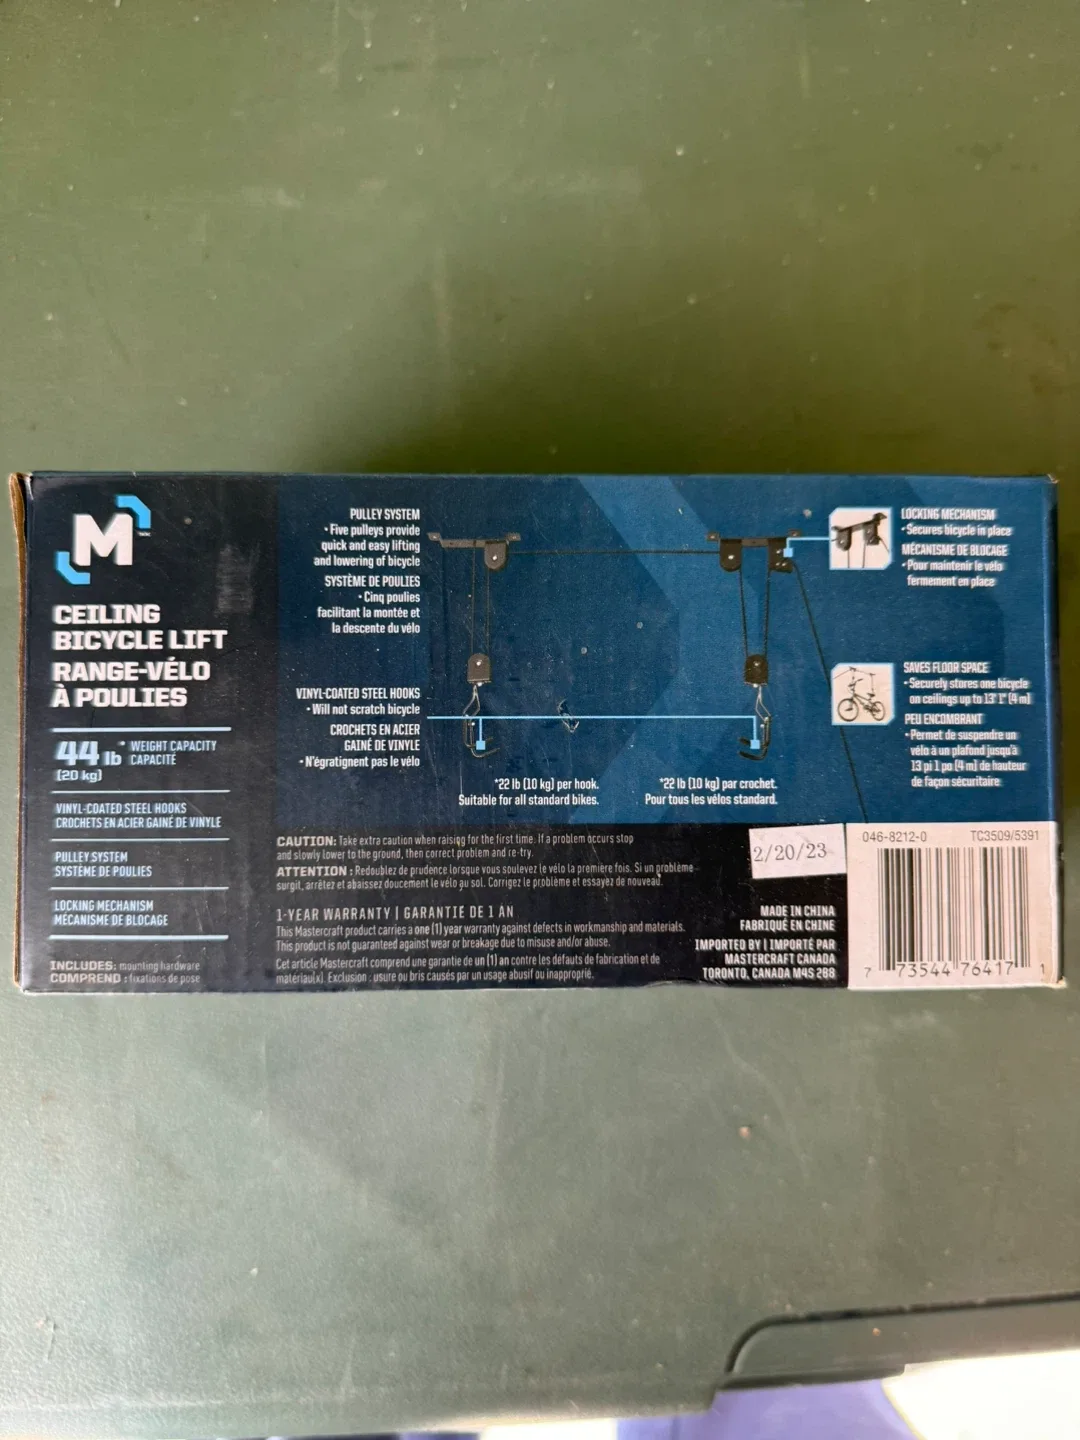 M
CEILING
BICYCLE LIFT
RANGE-VÉLO
À POULIES
44 lb* WEIGHT CAPACITY
(20 kg) CAPACITÉ
VINYL-COATED STEEL HOOKS
CROCHETS EN ACIER GAINÉ DE VINYLE
PULLEY SYSTEM
SYSTÈME DE POULIES
LOCKING MECHANISM
MÉCANISME DE BLOCAGE
INCLUDES: mounting hardware
COMPREND : fixations de pose
PULLEY SYSTEM
• Five pulleys provide
quick and easy lifting
and lowering of bicycle
SYSTÈME DE POULIES
• Cinq poulies
facilitant la montée et
la descente du vélo
VINYL-COATED STEEL HOOKS
• Will not scratch bicycle
CROCHETS EN ACIER
GAINÉ DE VINYLE
• N'égratignent pas le vélo
*22 lb (10 kg) per hook.
Suitable for all standard bikes.
*22 lb (10 kg) par crochet.
Pour tous les vélos standard.
LOCKING MECHANISM
• Secures bicycle in place
MÉCANISME DE BLOCAGE
• Pour maintenir le vélo
fermement en place
SAVES FLOOR SPACE
• Securely stores one bicycle
on ceilings up to 13' 1" (4 m)
PEU ENCOMBRANT
• Permet de suspendre un
vélo à un plafond jusqu'à
13 pi 1 po (4 m) de hauteur
de façon sécuritaire
CAUTION: Take extra caution when raising for the first time. If a problem occurs stop
and slowly lower to the ground, then correct problem and re-try.
ATTENTION : Redoublez de prudence lorsque vous soulevez le vélo la première fois. Si un problème
surgit, arrêtez et abaissez doucement le vélo au sol. Corrigez le problème et essayez de nouveau.
1-YEAR WARRANTY | GARANTIE DE 1 AN
This Mastercraft product carries a one (1) year warranty against defects in workmanship and materials.
This product is not guaranteed against wear or breakage due to misuse and/or abuse.
Cet article Mastercraft comprend une garantie de un (1) an contre les défauts de fabrication et de
matériau(x). Exclusion : usure ou bris causés par un usage abusif ou inapproprié.
2/20/23
MADE IN CHINA
FABRIQUÉ EN CHINE
IMPORTED BY | IMPORTÉ PAR
MASTERCRAFT CANADA
TORONTO, CANADA M4S 2B8
046-8212-0 TC3509/5391
7 73544 76417 1